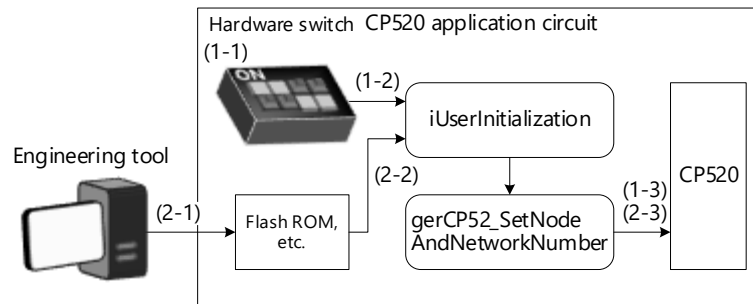 Hardware switch CP520 application circuit
(1-1)
ON
(1-2)
iUserInitialization
CP520
Engineering tool
(2-1)
(2-2)
Flash ROM,
etc.
gerCP52_SetNode
AndNetworkNumber
(1-3)
(2-3)